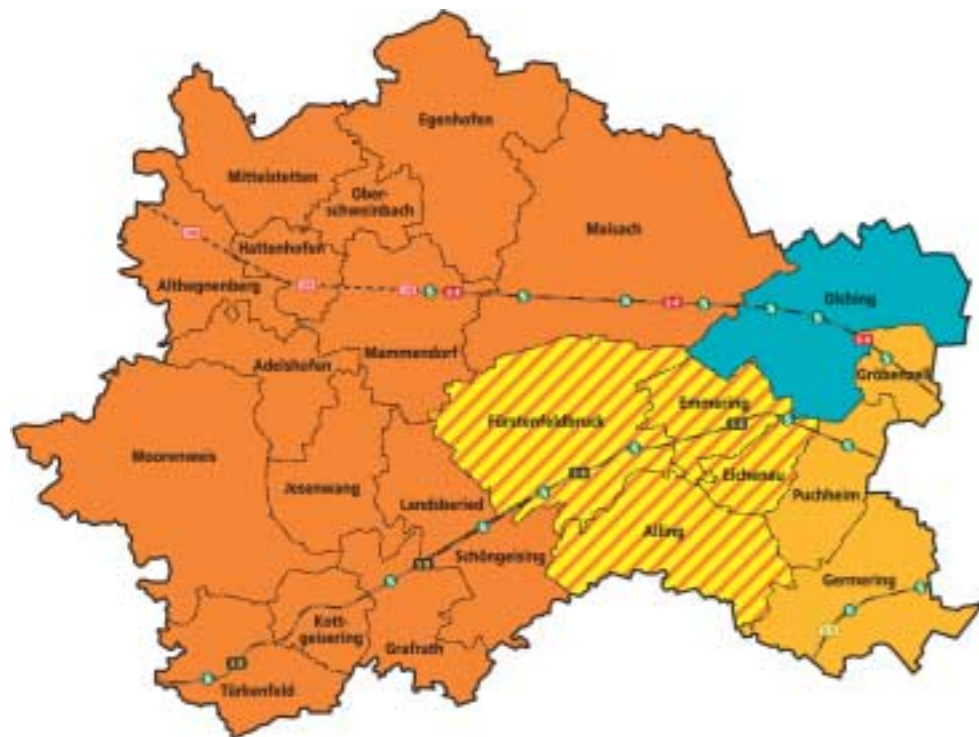 Egenhofen
Mittelstetten
Ober-
schweinbach
Maisach
Hattenhofen
Althegnenberg
Olching
Mammendorf
Adelshofen
Gröbenzell
Emmering
Fürstenfeldbruck
Moorenweis
Jesenwang
Landsberied
Eichenau
Puchheim
Alling
Schöngeising
Germering
Kott-
geisering
Grafrath
Türkenfeld